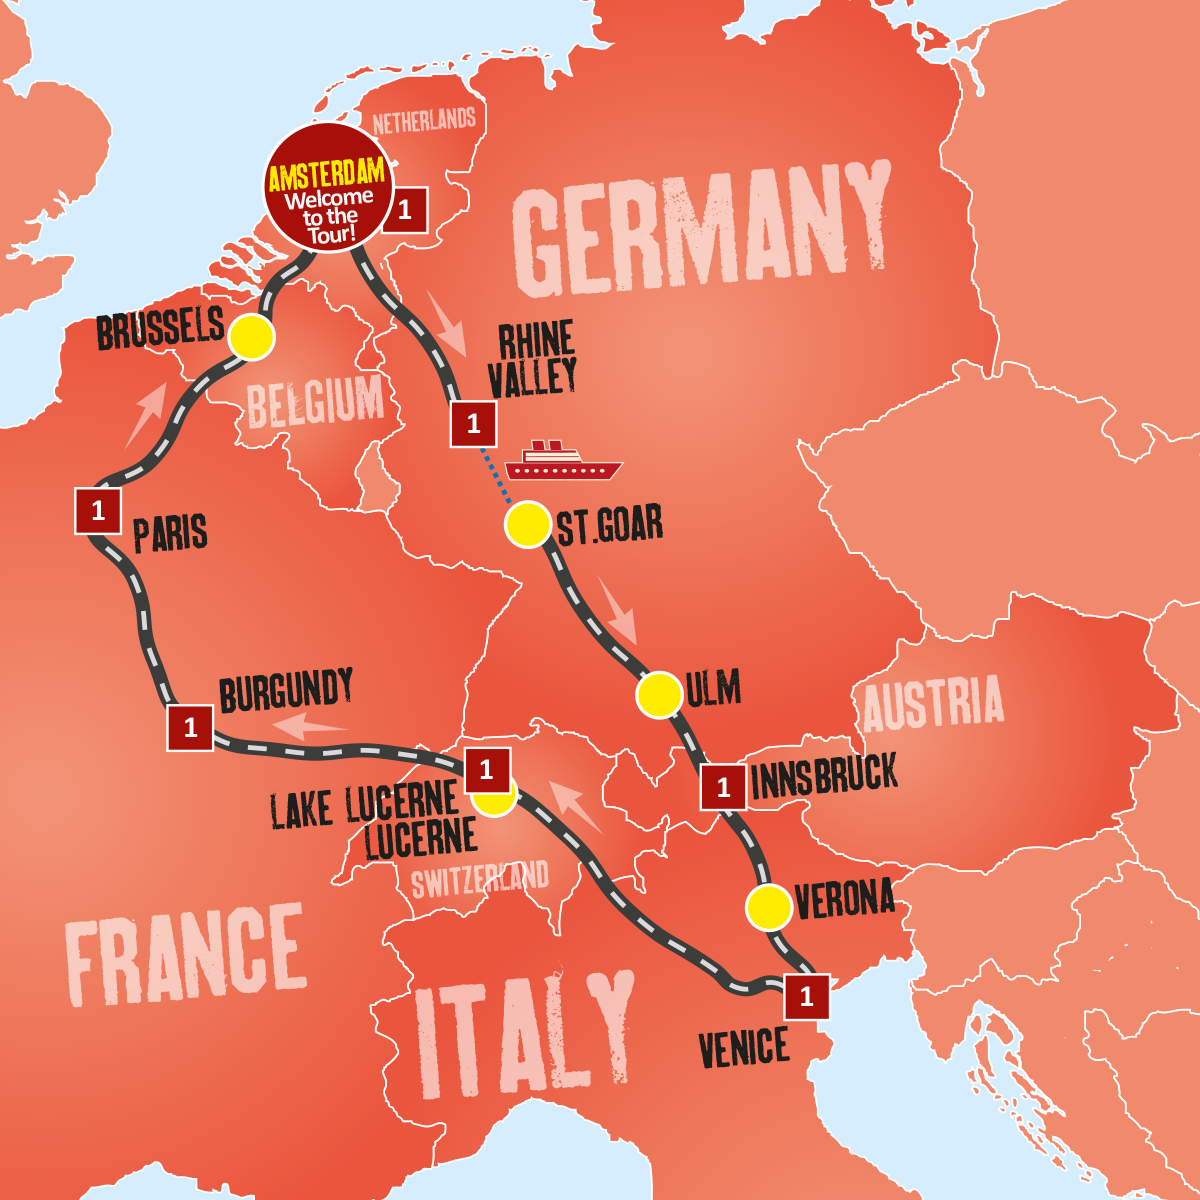 NETHERLANDS
AMSTERDAM
Welcome
to the
Tour!
1
GERMANY
BRUSSELS
RHINE
VALLEY
BELGIUM
1
1
PARIS
ST.GOAR
BURGUNDY
ULM
AUSTRIA
1
1
LAKE LUCERNE
LUCERNE
1
INNSBRUCK
SWITZERLAND
VERONA
FRANCE
ITALY
1
VENICE